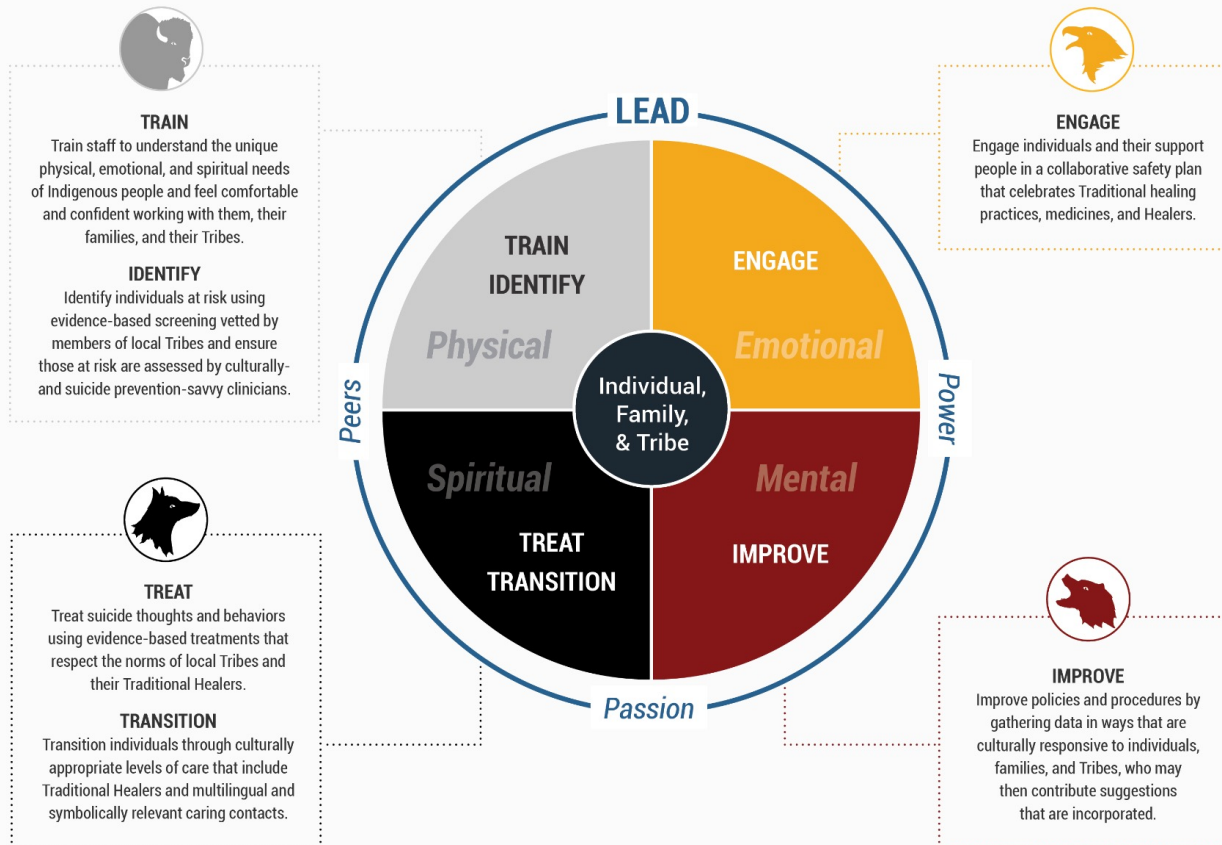 TRAIN
Train staff to understand the unique
physical, emotional, and spiritual needs
of Indigenous people and feel comfortable
and confident working with them, their
families, and their Tribes.
IDENTIFY
Identify individuals at risk using
evidence-based screening vetted by
members of local Tribes and ensure
those at risk are assessed by culturally-
and suicide prevention-savvy clinicians.
TREAT
Treat suicide thoughts and behaviors
using evidence-based treatments that
respect the norms of local Tribes and
their Traditional Healers.
TRANSITION
Transition individuals through culturally
appropriate levels of care that include
Traditional Healers and multilingual and
symbolically relevant caring contacts.
LEAD
Peers
Power
Passion
TRAIN
IDENTIFY
Physical
ENGAGE
Emotional
Individual,
Family,
& Tribe
Spiritual
TREAT
TRANSITION
Mental
IMPROVE
ENGAGE
Engage individuals and their support
people in a collaborative safety plan
that celebrates Traditional healing
practices, medicines, and Healers.
IMPROVE
Improve policies and procedures by
gathering data in ways that are
culturally responsive to individuals,
families, and Tribes, who may
then contribute suggestions
that are incorporated.